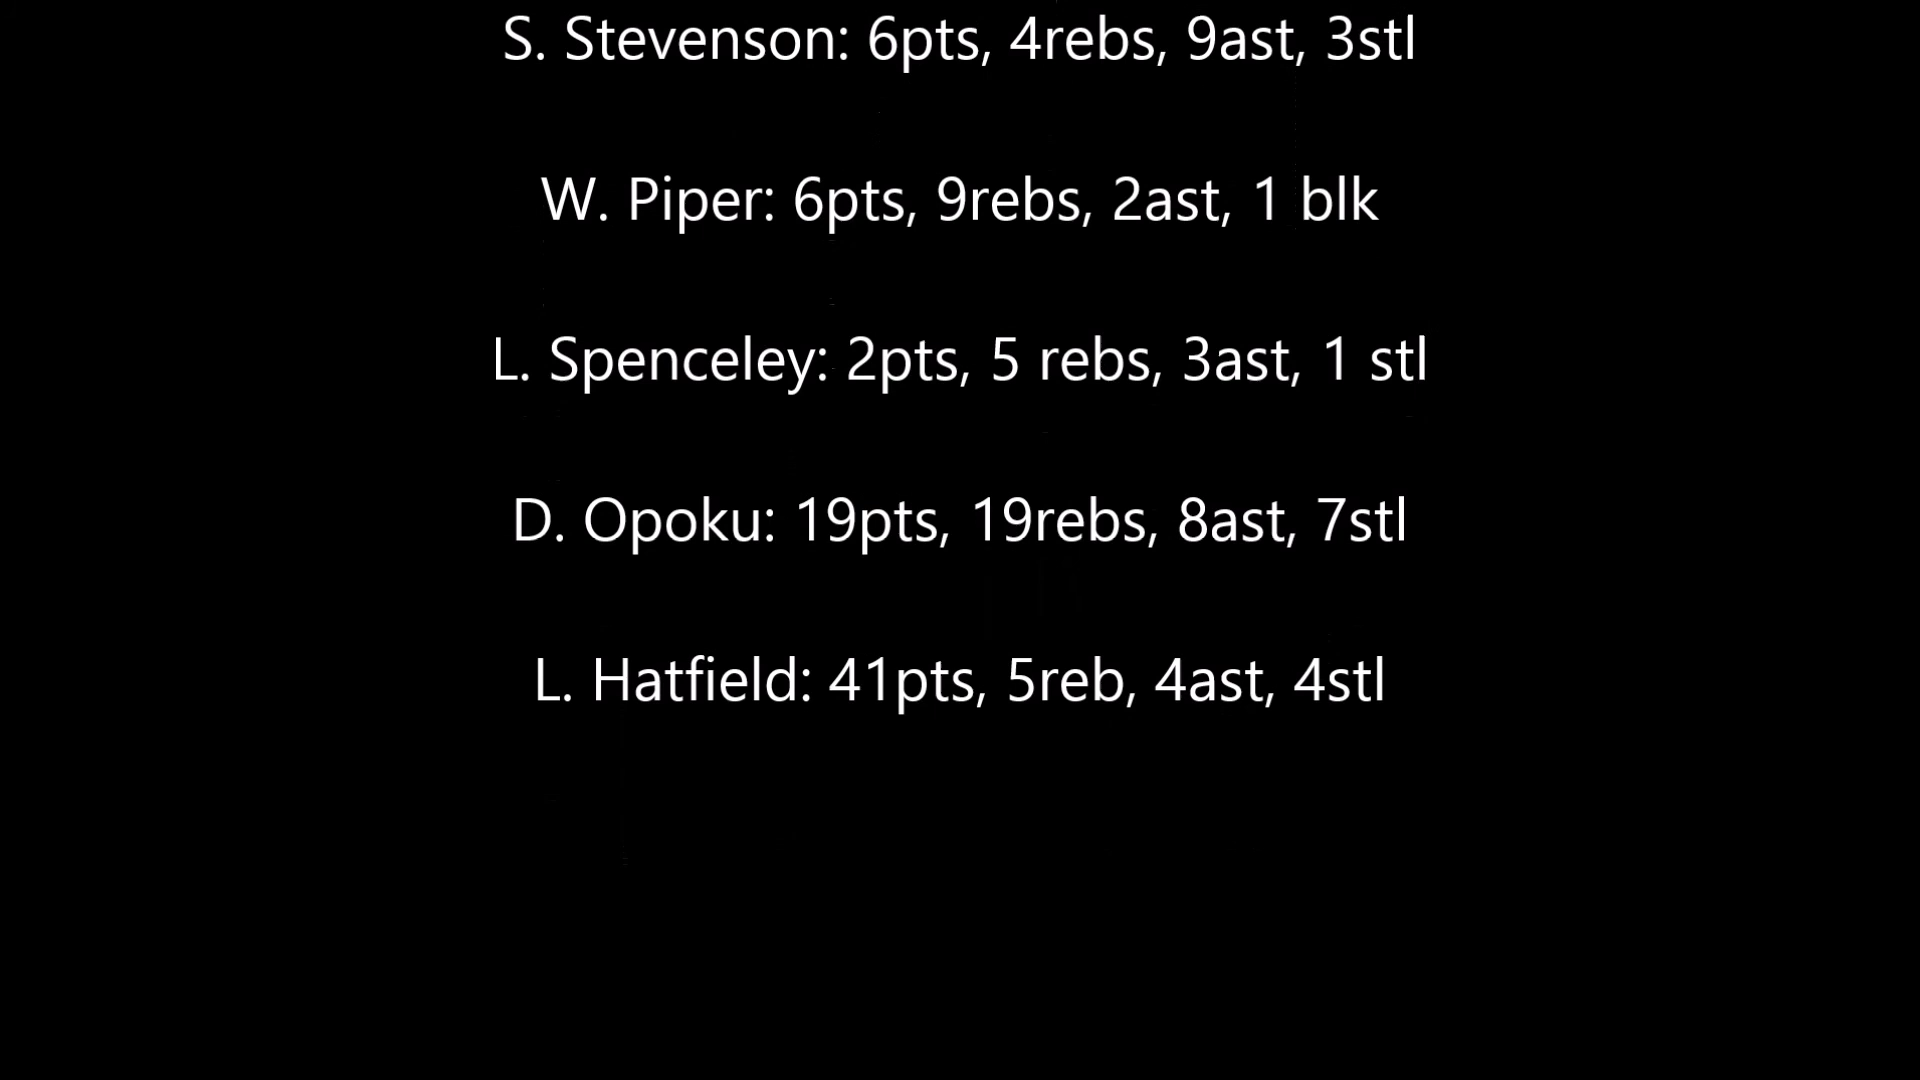 S. Stevenson: 6pts, 4rebs, 9ast, 3stl
W. Piper: 6pts, 9rebs, 2ast, 1 blk
L. Spenceley: 2pts, 5 rebs, 3ast, 1 stl
D. Opoku: 19pts, 19rebs, 8ast, 7stl
L. Hatfield: 41pts, 5reb, 4ast, 4stl